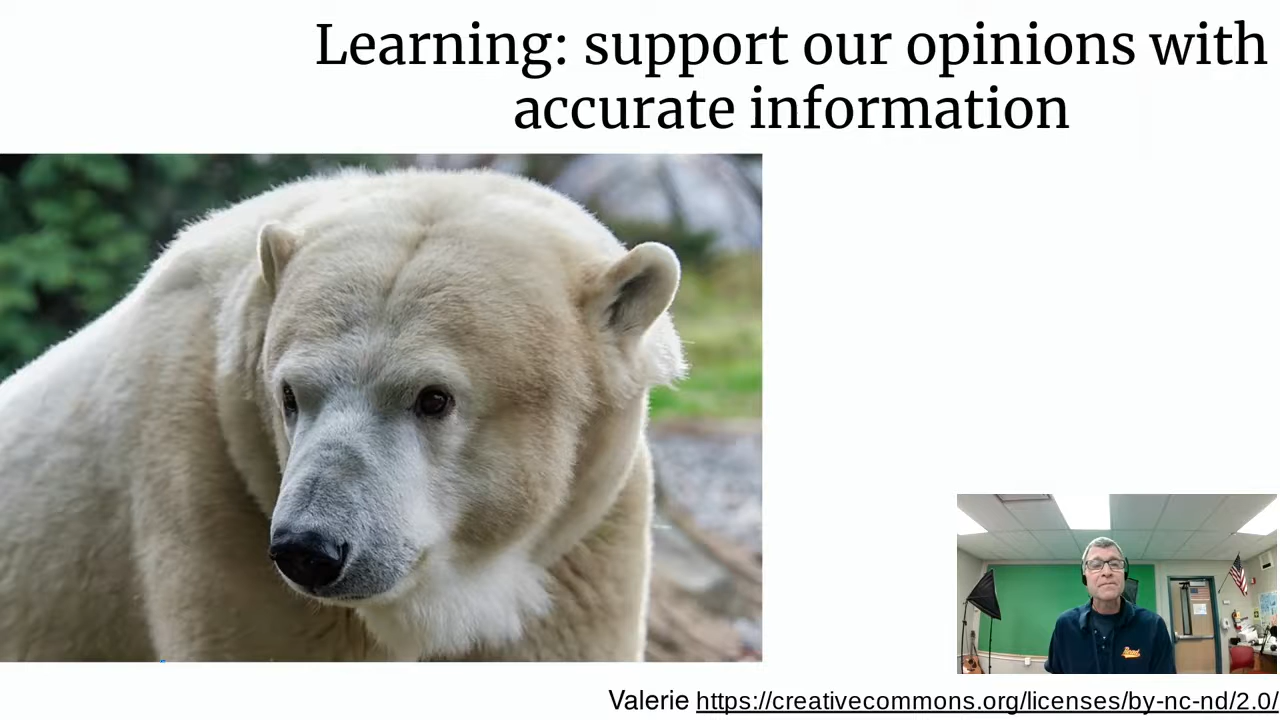 Learning: support our opinions with
accurate information
Valerie https://creativecommons.org/licenses/by-nc-nd/2.0/